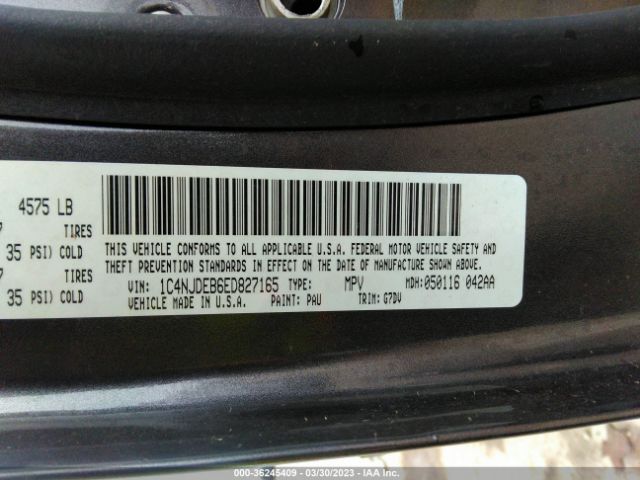 4575 LB
7 TIRES
35 PSI) COLD
7 TIRES
35 PSI) COLD
THIS VEHICLE CONFORMS TO ALL APPLICABLE U.S.A. FEDERAL MOTOR VEHICLE SAFETY AND
THEFT PREVENTION STANDARDS IN EFFECT ON THE DATE OF MANUFACTURE SHOWN ABOVE.
VIN: 1C4NJDEB6ED827165 TYPE: MPV MDH:050116 042AA
VEHICLE MADE IN U.S.A. PAINT: PAU TRIM: G7DV
000-36245409 - 03/30/2023 - IAA Inc.